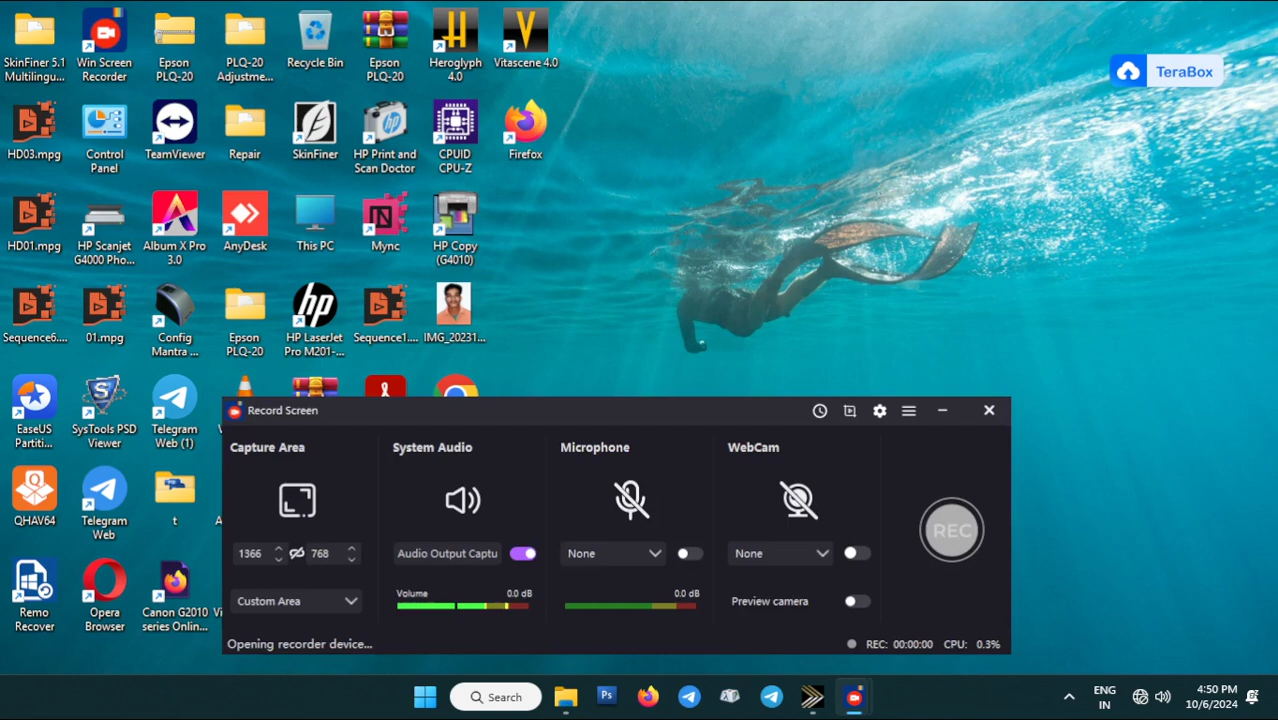 SkinFiner 5.1
Multilingu...
Win Screen
Recorder
Epson
PLQ-20
PLQ-20
Adjustme...
Recycle Bin
Epson
PLQ-20
Heroglyph
4.0
Vitascene 4.0
TeraBox
HD03.mpg
Control
Panel
TeamViewer
Repair
SkinFiner
HP Print and
Scan Doctor
CPUID
CPU-Z
Firefox
HD01.mpg
HP Scanjet
G4000 Pho...
Album X Pro
3.0
AnyDesk
This PC
Mync
HP Copy
(G4010)
Sequence6....
01.mpg
Config
Mantra ...
Epson
PLQ-20
HP LaserJet
Pro M201-...
Sequence1....
IMG_20231...
EaseUS
Partiti...
SysTools PSD
Viewer
Telegram
Web (1)
QHAV64
Telegram
Web
t
Remo
Recover
Opera
Browser
Canon G2010
series Onlin...
Record Screen
Capture Area
System Audio
Microphone
WebCam
REC
1366
768
Audio Output Captu
None
None
Custom Area
Volume
0.0 dB
0.0 dB
Preview camera
Opening recorder device...
REC: 00:00:00
CPU: 0.3%
Search
Ps
ENG
IN
4:50 PM
10/6/2024